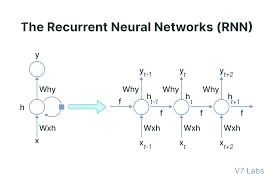 The Recurrent Neural Networks (RNN)
y
Why
h
Wxh
x
y t-1
y t
y t+2
Why
Why
Why
f
h t-1
f
h t
f
h t+1
Wxh
Wxh
Wxh
x t-1
x t
x t+2
V7 Labs